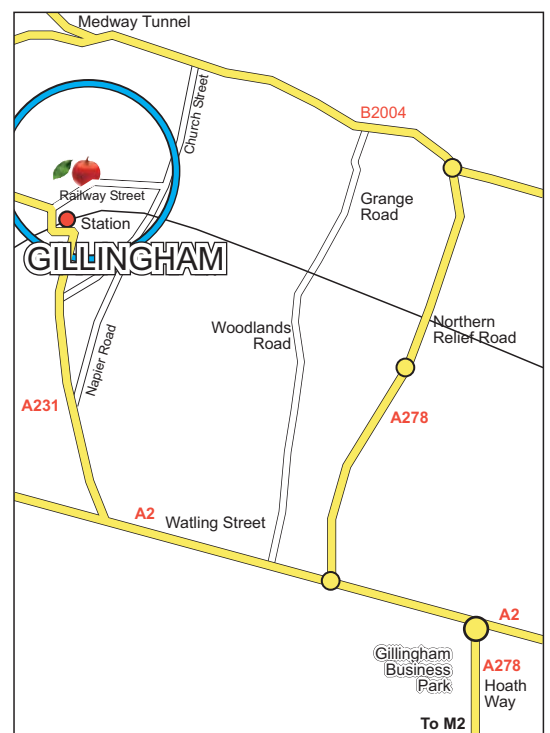 Medway Tunnel
Church Street
B2004
Railway Street
Grange
Road
Station
GILLINGHAM
Woodlands
Road
Northern
Relief Road
Napier Road
A231
A278
A2
Watling Street
A2
Gillingham
Business
Park
A278
Hoath
Way
To M2